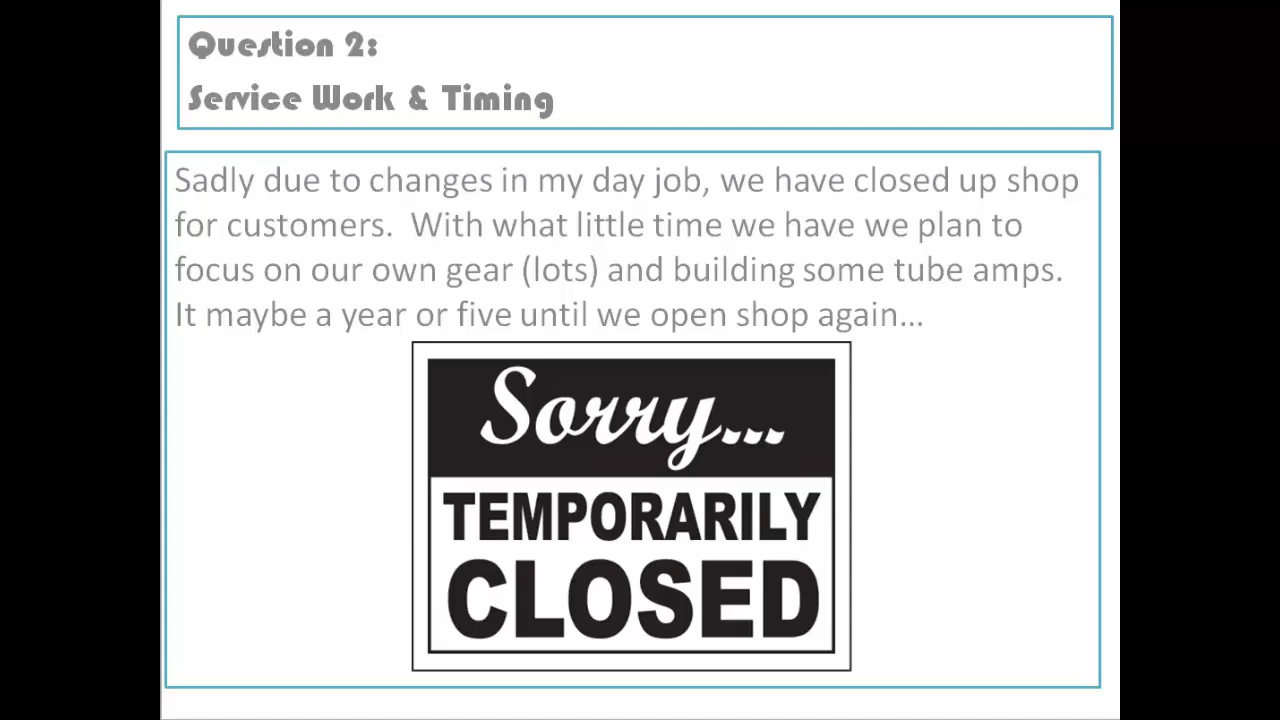 Question 2:
Service Work & Timing
Sadly due to changes in my day job, we have closed up shop
for customers.  With what little time we have we plan to
focus on our own gear (lots) and building some tube amps.
It maybe a year or five until we open shop again...
Sorry...
TEMPORARILY
CLOSED